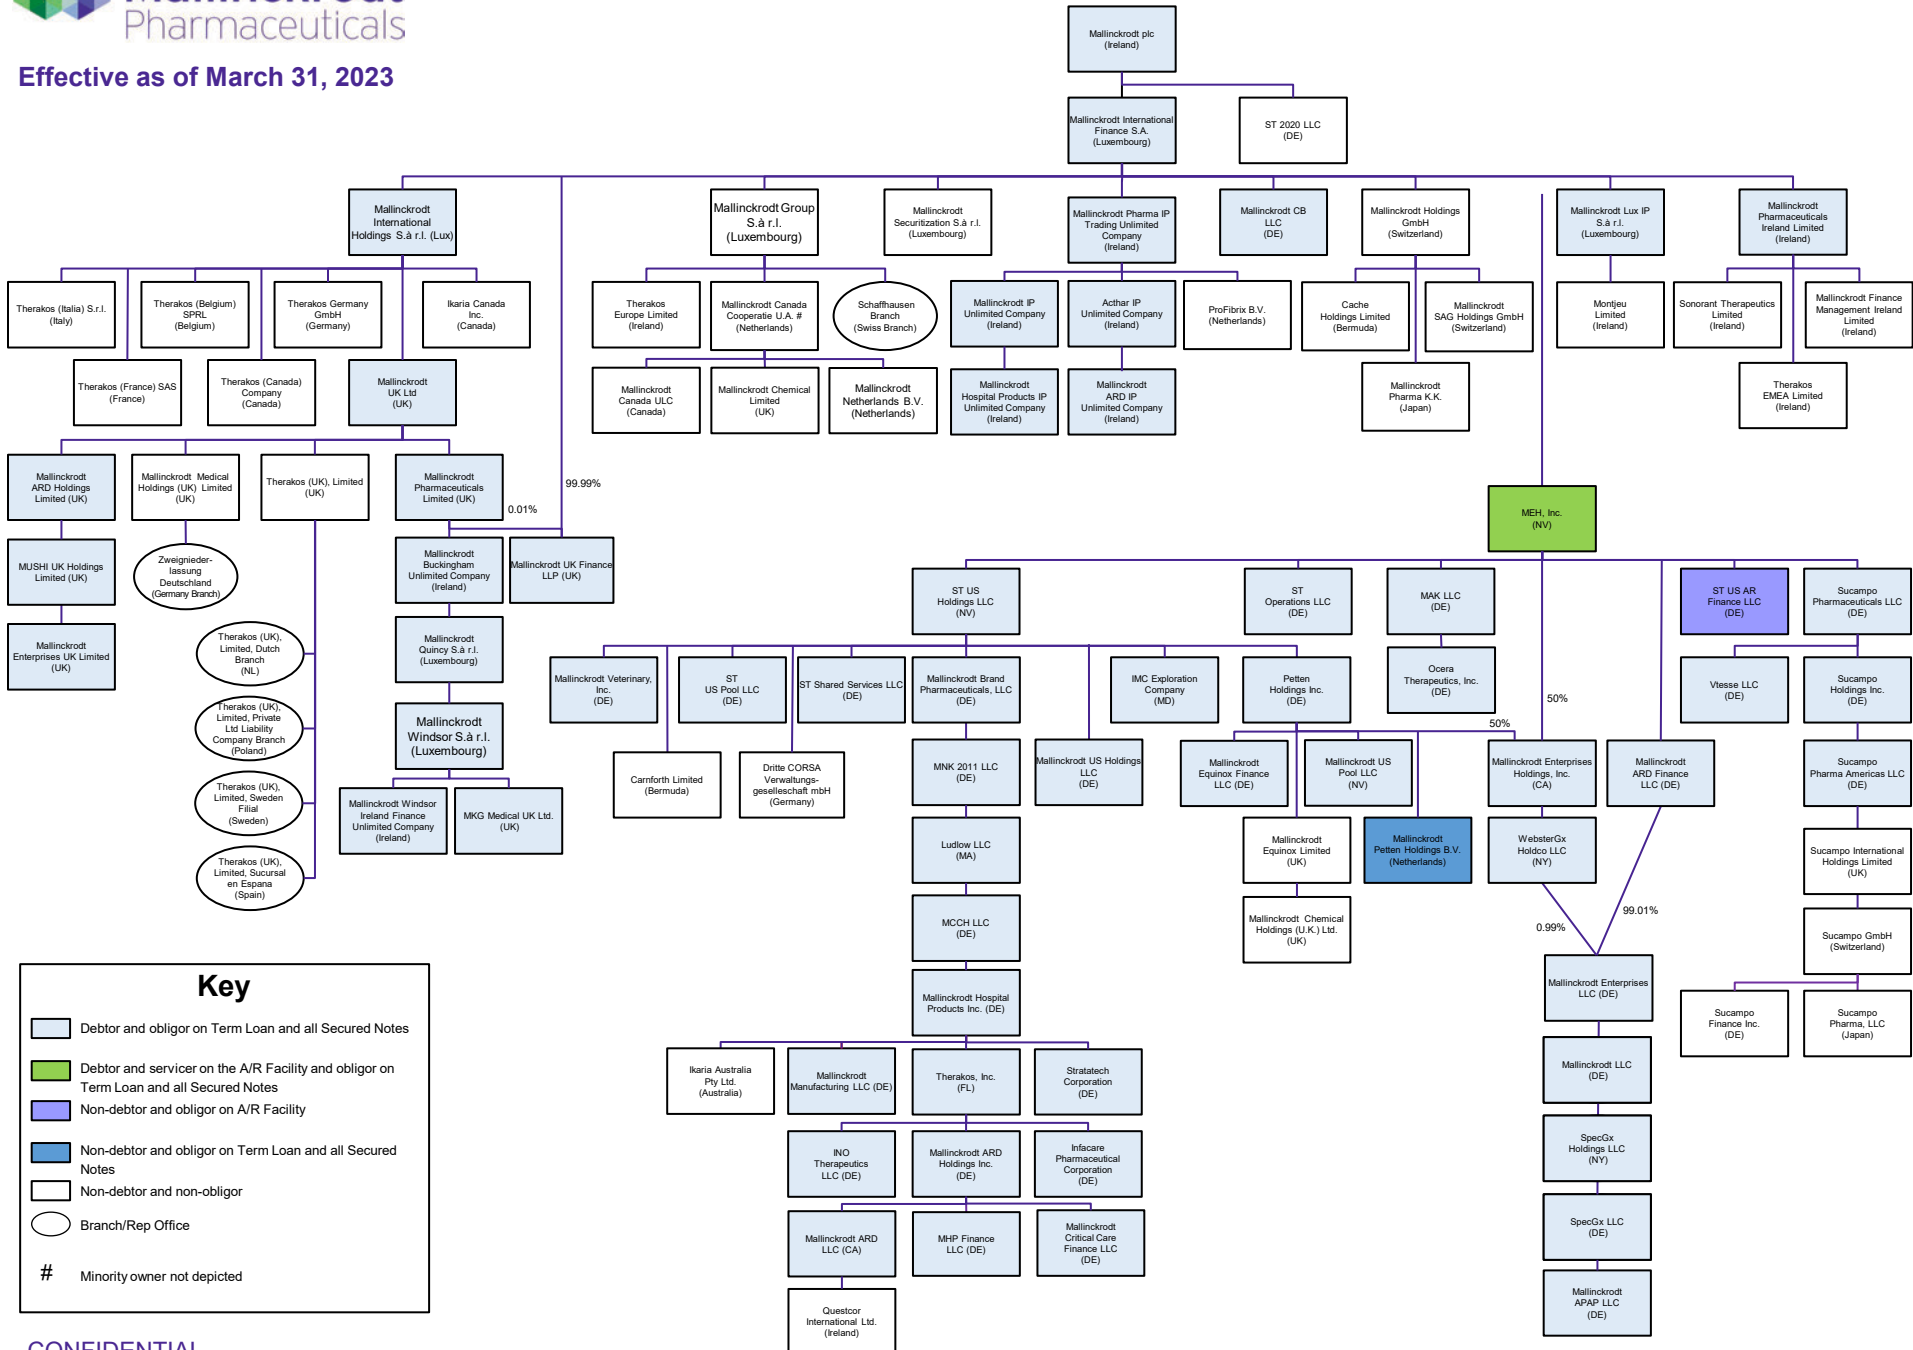 Pharmaceuticals
Effective as of March 31, 2023
Mallinckrodt plc
(Ireland)
Mallinckrodt International
Finance S.A.
(Luxembourg)
ST 2020 LLC
(DE)
Mallinckrodt
International
Holdings S.à r.l. (Lux)
Mallinckrodt Group
S.à r.l.
(Luxembourg)
Mallinckrodt
Securitization S.à r.l.
(Luxembourg)
Mallinckrodt Pharma IP
Trading Unlimited
Company
(Ireland)
Mallinckrodt CB
LLC
(DE)
Mallinckrodt Holdings
GmbH
(Switzerland)
Mallinckrodt Lux IP
S.à r.l.
(Luxembourg)
Mallinckrodt
Pharmaceuticals
Ireland Limited
(Ireland)
Therakos (Italia) S.r.l.
(Italy)
Therakos (Belgium)
SPRL
(Belgium)
Therakos Germany
GmbH
(Germany)
Ikaria Canada
Inc.
(Canada)
Therakos
Europe Limited
(Ireland)
Mallinckrodt Canada
Cooperatie U.A. #
(Netherlands)
Schaffhausen
Branch
(Swiss Branch)
Mallinckrodt IP
Unlimited Company
(Ireland)
Acthar IP
Unlimited Company
(Ireland)
ProFibrix B.V.
(Netherlands)
Cache
Holdings Limited
(Bermuda)
Mallinckrodt
SAG Holdings GmbH
(Switzerland)
Montjeu
Limited
(Ireland)
Sonorant Therapeutics
Limited
(Ireland)
Mallinckrodt Finance
Management Ireland
Limited
(Ireland)
Therakos (France) SAS
(France)
Therakos (Canada)
Company
(Canada)
Mallinckrodt
UK Ltd
(UK)
Mallinckrodt
Canada ULC
(Canada)
Mallinckrodt Chemical
Limited
(UK)
Mallinckrodt
Netherlands B.V.
(Netherlands)
Mallinckrodt
Hospital Products IP
Unlimited Company
(Ireland)
Mallinckrodt
ARD IP
Unlimited Company
(Ireland)
Mallinckrodt
Pharma K.K.
(Japan)
Therakos
EMEA Limited
(Ireland)
Mallinckrodt
ARD Holdings
Limited (UK)
Mallinckrodt Medical
Holdings (UK) Limited
(UK)
Therakos (UK), Limited
(UK)
Mallinckrodt
Pharmaceuticals
Limited (UK)
99.99%
0.01%
MEH, Inc.
(NV)
MUSHI UK Holdings
Limited (UK)
Zweignieder-
lassung
Deutschland
(Germany Branch)
Mallinckrodt
Buckingham
Unlimited Company
(Ireland)
Mallinckrodt UK Finance
LLP (UK)
ST US
Holdings LLC
(NV)
ST
Operations LLC
(DE)
MAK LLC
(DE)
ST US AR
Finance LLC
(DE)
Sucampo
Pharmaceuticals LLC
(DE)
Mallinckrodt
Enterprises UK Limited
(UK)
Therakos (UK),
Limited, Dutch
Branch
(NL)
Mallinckrodt
Quincy S.à r.l.
(Luxembourg)
Mallinckrodt Veterinary,
Inc.
(DE)
ST
US Pool LLC
(DE)
ST Shared Services LLC
(DE)
Mallinckrodt Brand
Pharmaceuticals, LLC
(DE)
IMC Exploration
Company
(MD)
Petten
Holdings Inc.
(DE)
Ocera
Therapeutics, Inc.
(DE)
50%
Vtesse LLC
(DE)
Sucampo
Holdings Inc.
(DE)
Therakos (UK),
Limited, Private
Ltd Liability
Company Branch
(Poland)
Mallinckrodt
Windsor S.à r.l.
(Luxembourg)
50%
Carnforth Limited
(Bermuda)
Dritte CORSA
Verwaltungs-
gesellschaft mbH
(Germany)
MNK 2011 LLC
(DE)
Mallinckrodt US Holdings
LLC
(DE)
Mallinckrodt
Equinox Finance
LLC (DE)
Mallinckrodt US
Pool LLC
(NV)
Mallinckrodt Enterprises
Holdings, Inc.
(CA)
Mallinckrodt
ARD Finance
LLC (DE)
Sucampo
Pharma Americas LLC
(DE)
Therakos (UK),
Limited, Sweden
Filial
(Sweden)
Mallinckrodt Windsor
Ireland Finance
Unlimited Company
(Ireland)
MKG Medical UK Ltd.
(UK)
Ludlow LLC
(MA)
Mallinckrodt
Equinox Limited
(UK)
Mallinckrodt
Petten Holdings B.V.
(Netherlands)
WebsterGx
Holdco LLC
(NY)
Sucampo International
Holdings Limited
(UK)
Therakos (UK),
Limited, Sucursal
en Espana
(Spain)
MCCH LLC
(DE)
Mallinckrodt Chemical
Holdings (U.K.) Ltd.
(UK)
0.99%
99.01%
Sucampo GmbH
(Switzerland)
Mallinckrodt Hospital
Products Inc. (DE)
Mallinckrodt Enterprises
LLC (DE)
Sucampo
Finance Inc.
(DE)
Sucampo
Pharma, LLC
(Japan)
Ikaria Australia
Pty Ltd.
(Australia)
Mallinckrodt
Manufacturing LLC (DE)
Therakos, Inc.
(FL)
Stratatech
Corporation
(DE)
Mallinckrodt LLC
(DE)
INO
Therapeutics
LLC (DE)
Mallinckrodt ARD
Holdings Inc.
(DE)
Infacare
Pharmaceutical
Corporation
(DE)
SpecGx
Holdings LLC
(NY)
Mallinckrodt ARD
LLC (CA)
MHP Finance
LLC (DE)
Mallinckrodt
Critical Care
Finance LLC
(DE)
SpecGx LLC
(DE)
Questcor
International Ltd.
(Ireland)
Mallinckrodt
APAP LLC
(DE)
Key
Debtor and obligor on Term Loan and all Secured Notes
Debtor and servicer on the A/R Facility and obligor on
Term Loan and all Secured Notes
Non-debtor and obligor on A/R Facility
Non-debtor and obligor on Term Loan and all Secured
Notes
Non-debtor and non-obligor
Branch/Rep Office
# Minority owner not depicted
CONFIDENTIAL